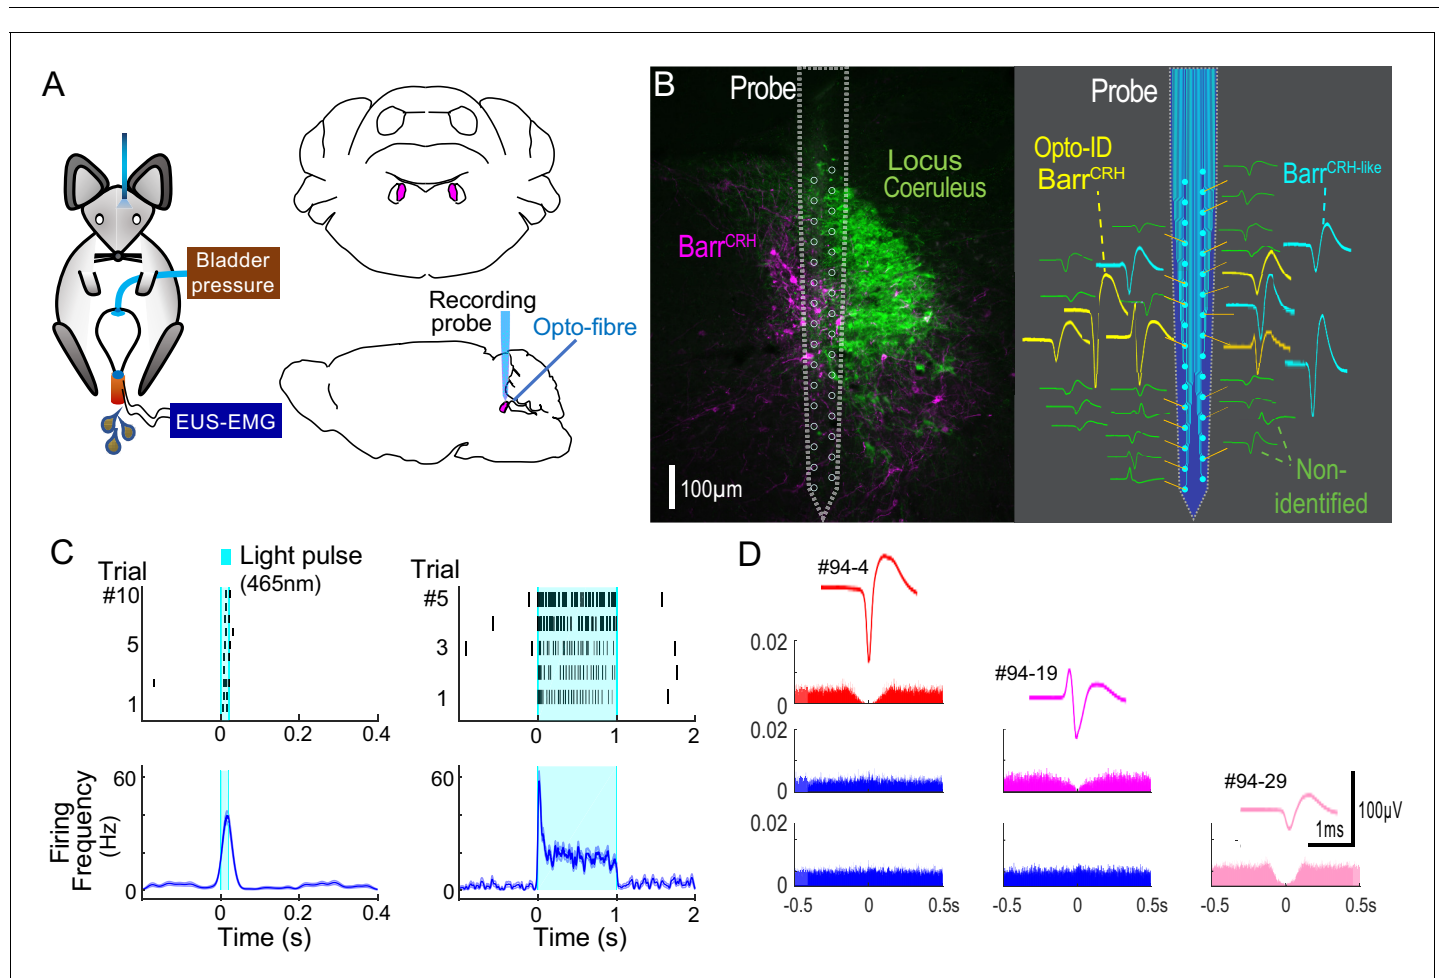 A
Bladder
pressure
EUS-EMG
Recording
probe
Opto-fibre
B
Probe
Locus
Coeruleus
Barr^CRH
100µm
Probe
Opto-ID
Barr^CRH
Barr^CRH-like
Non-
identified
C
Light pulse
(465nm)
Trial
#10
5
1
0
0.2
0.4
Trial
#5
3
1
0
1
2
Firing
Frequency
(Hz)
60
0
0
0.2
0.4
Time (s)
60
0
0
1
2
Time (s)
D
#94-4
0.02
0
#94-19
0.02
0
#94-29
100µV
1ms
0.02
0
-0.5
0
0.5s
-0.5
0
0.5s
-0.5
0
0.5s